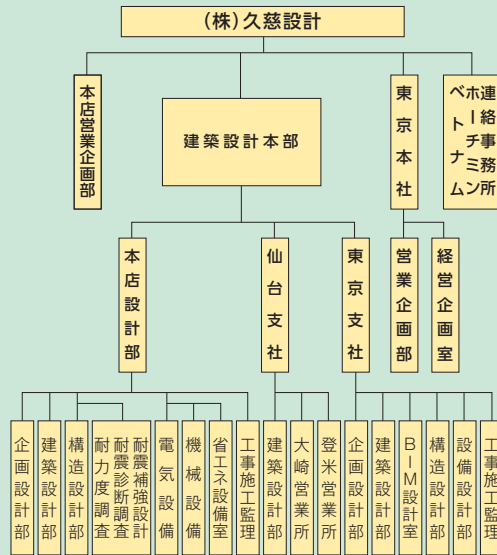 (株)久慈設計
本店営業企画部
建築設計本部
東京本社
連絡事務所
ホーチミン
ベトナム
本店設計部
仙台支社
東京支社
営業企画部
経営企画室
企画設計部
建築設計部
構造設計部
耐震補強設計
耐震診断調査
耐力度調査
電気設備
機械設備
省エネ設備室
工事施工監理
建築設計部
大崎営業所
登米営業所
企画設計部
建築設計部
BIM設計室
構造設計部
設備設計部
工事施工監理